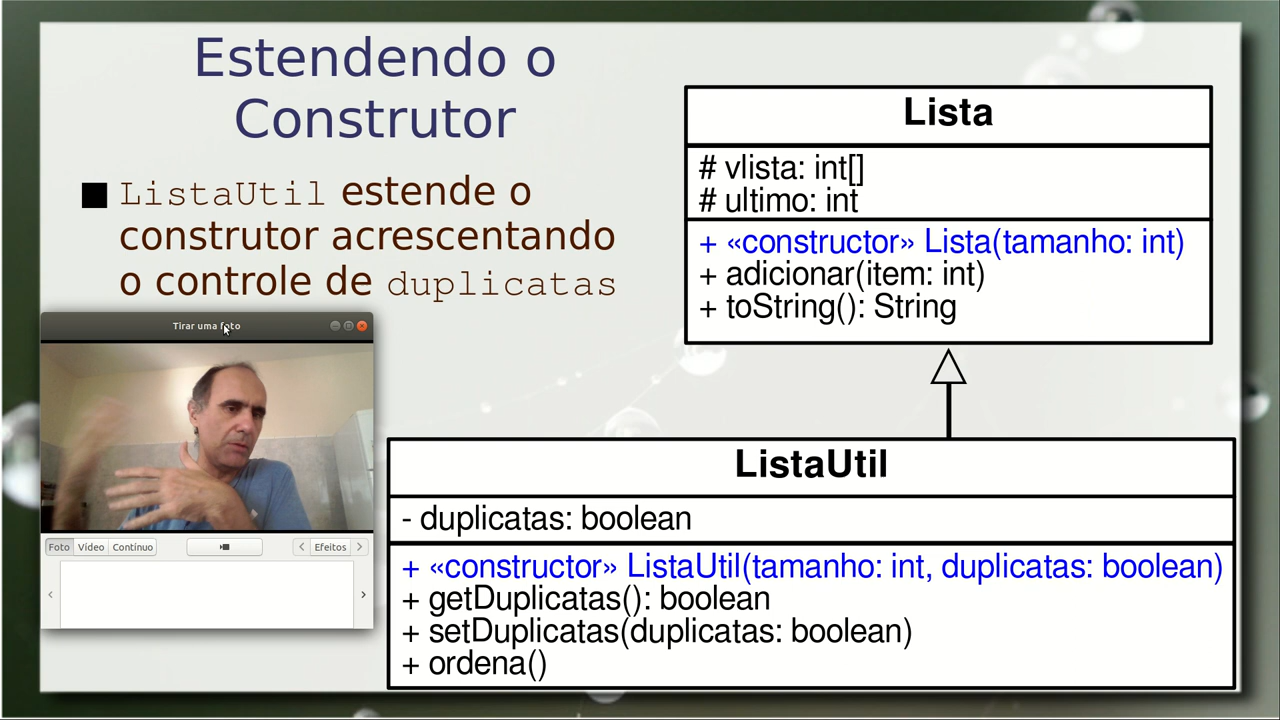 Estendendo o
Construtor
ListaUtil estende o
construtor acrescentando
o controle de duplicatas
Lista
# vlista: int[]
# ultimo: int
+ «constructor» Lista(tamanho: int)
+ adicionar(item: int)
+ toString(): String
Tirar uma foto
Foto Vídeo Contínuo
< Efeitos >
ListaUtil
- duplicatas: boolean
+ «constructor» ListaUtil(tamanho: int, duplicatas: boolean)
+ getDuplicatas(): boolean
+ setDuplicatas(duplicatas: boolean)
+ ordena()